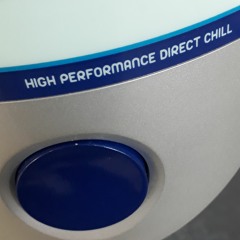 HIGH PERFORMANCE DIRECT CHILL